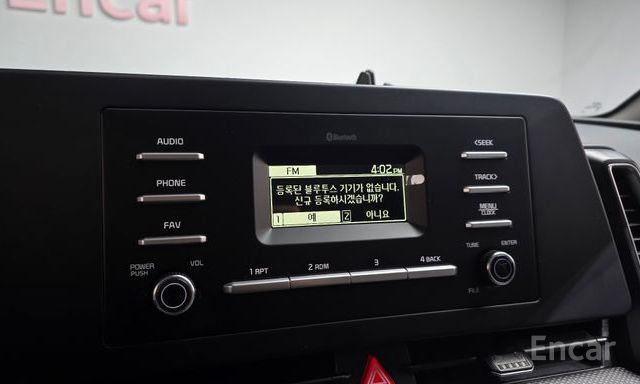 Encar
Bluetooth
AUDIO
PHONE
FAV
POWER
PUSH
VOL
FM 4:02 PM
등록된 블루투스 기기가 없습니다.
신규 등록하시겠습니까?
1 예 2 아니요
1 RPT
2 RDM
3
4 BACK
<SEEK
TRACK>
MENU
CLOCK
TUNE
ENTER
FILE
Encar